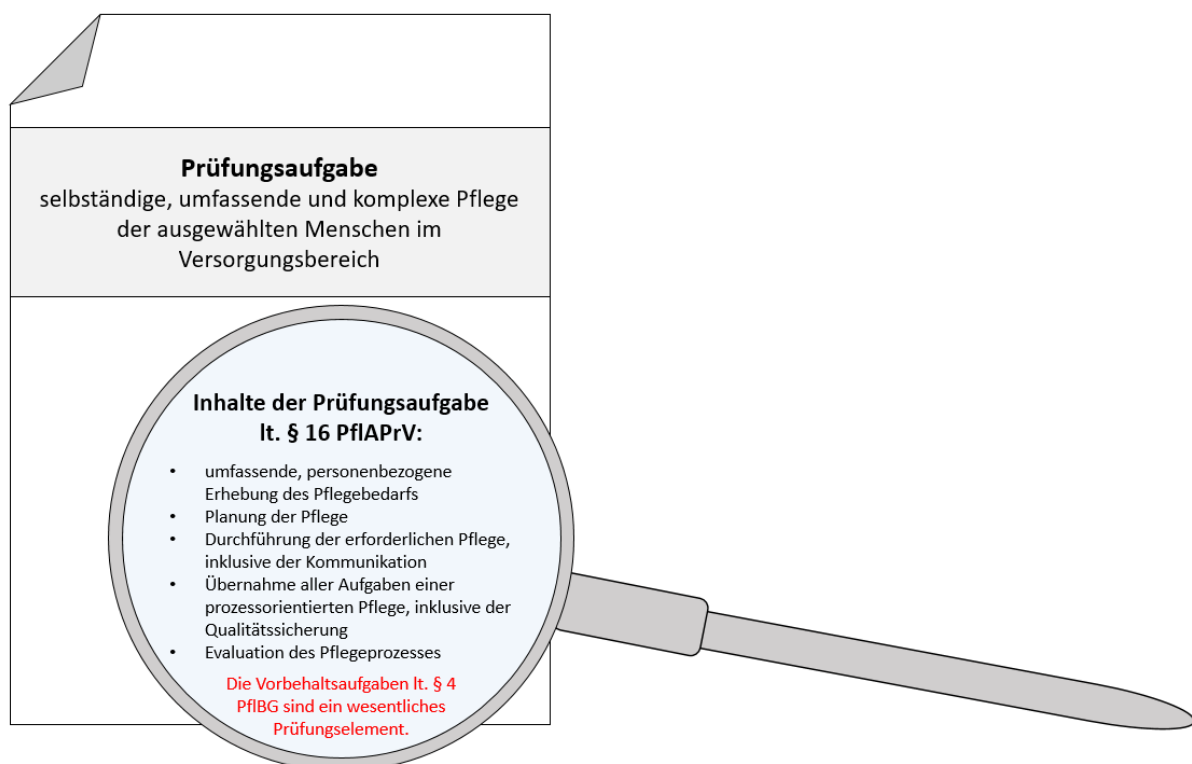 Prüfungsaufgabe
selbständige, umfassende und komplexe Pflege
der ausgewählten Menschen im
Versorgungsbereich
Inhalte der Prüfungsaufgabe
lt. § 16 PflAPrV:
• umfassende, personenbezogene
Erhebung des Pflegebedarfs
• Planung der Pflege
• Durchführung der erforderlichen Pflege,
inklusive der Kommunikation
• Übernahme aller Aufgaben einer
prozessorientierten Pflege, inklusive der
Qualitätssicherung
• Evaluation des Pflegeprozesses
Die Vorbehaltsaufgaben lt. § 4
PflBG sind ein wesentliches
Prüfungselement.